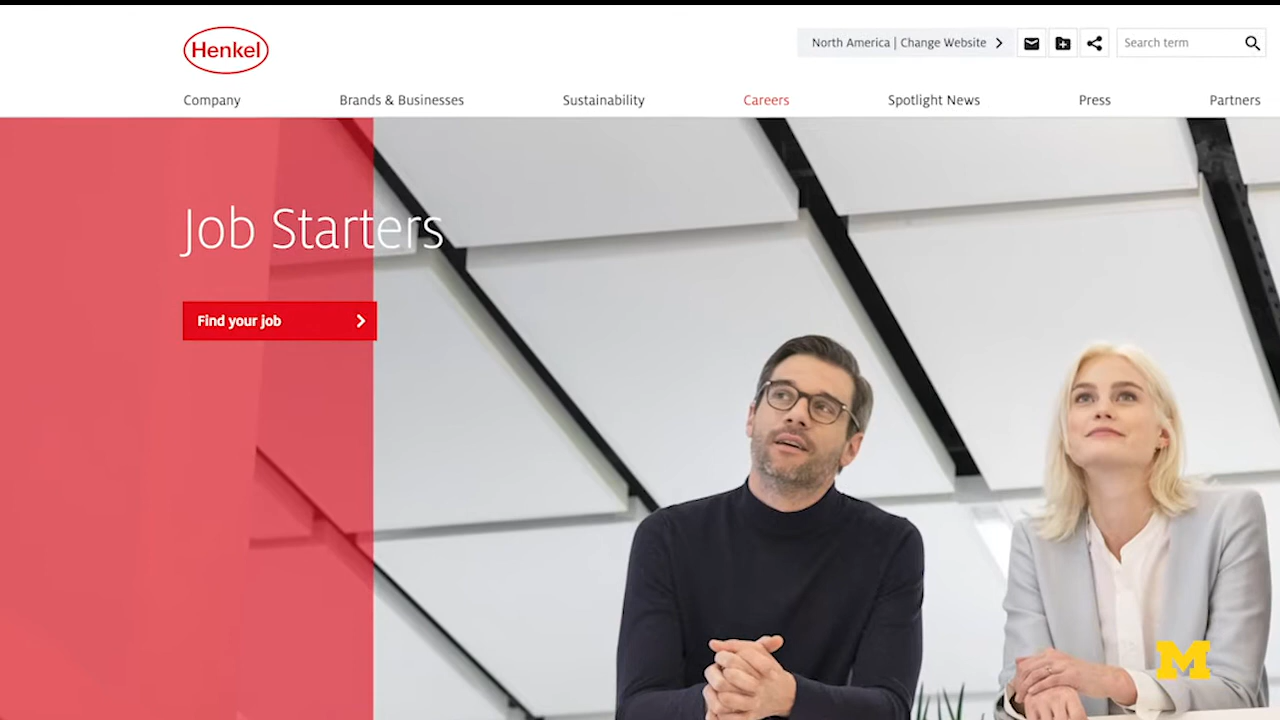 Henkel
North America | Change Website
Search term
Company
Brands & Businesses
Sustainability
Careers
Spotlight News
Press
Partners
Job Starters
Find your job
M